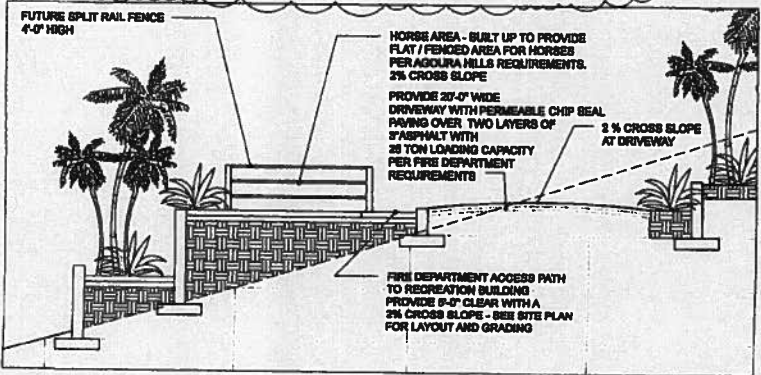 FUTURE SPLIT RAIL FENCE
4'-0" HIGH
HORSE AREA - BUILT UP TO PROVIDE
FLAT / FENCED AREA FOR HORSES
PER AGOURA HILLS REQUIREMENTS.
2% CROSS SLOPE
PROVIDE 20'-0" WIDE
DRIVEWAY WITH PERMEABLE CHIP SEAL
PAVING OVER TWO LAYERS OF
3" ASPHALT WITH
25 TON LOADING CAPACITY
PER FIRE DEPARTMENT
REQUIREMENTS
2 % CROSS SLOPE
AT DRIVEWAY
FIRE DEPARTMENT ACCESS PATH
TO RECREATION BUILDING
PROVIDE 5'-0" CLEAR WITH A
2% CROSS SLOPE - SEE SITE PLAN
FOR LAYOUT AND GRADING